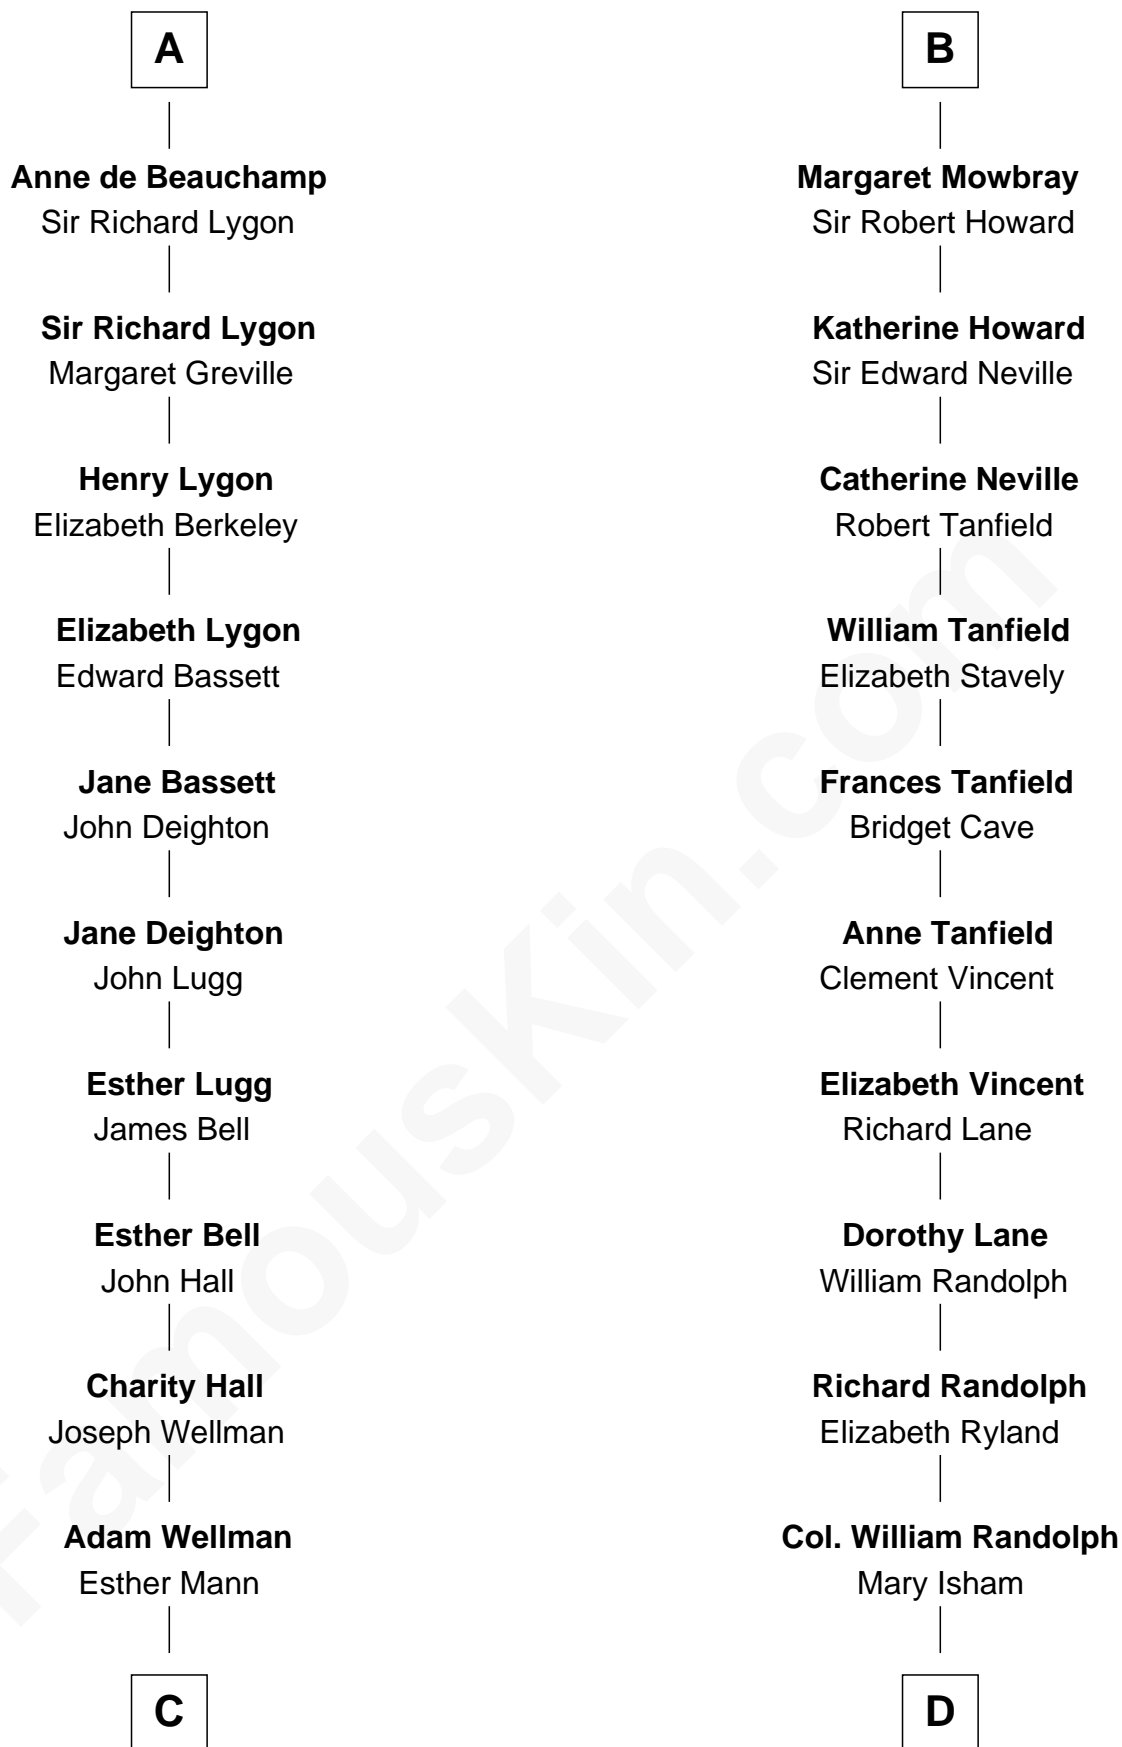 A
Anne de Beauchamp
Sir Richard Lygon
Sir Richard Lygon
Margaret Greville
Henry Lygon
Elizabeth Berkeley
Elizabeth Lygon
Edward Bassett
Jane Bassett
John Deighton
Jane Deighton
John Lugg
Esther Lugg
James Bell
Esther Bell
John Hall
Charity Hall
Joseph Wellman
Adam Wellman
Esther Mann
C
B
Margaret Mowbray
Sir Robert Howard
Katherine Howard
Sir Edward Neville
Catherine Neville
Robert Tanfield
William Tanfield
Elizabeth Stavely
Frances Tanfield
Bridget Cave
Anne Tanfield
Clement Vincent
Elizabeth Vincent
Richard Lane
Dorothy Lane
William Randolph
Richard Randolph
Elizabeth Ryland
Col. William Randolph
Mary Isham
D
FamousKin.com